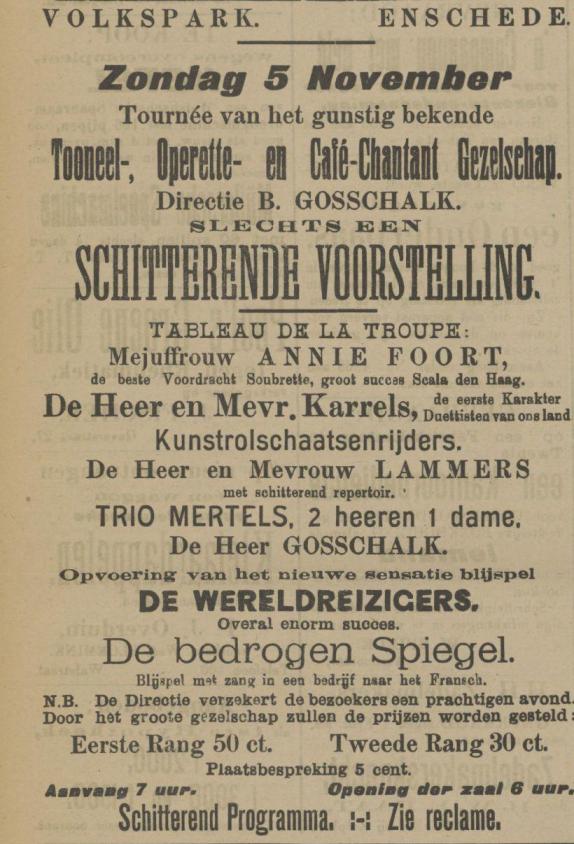 VOLKSPARK. ENSCHEDE.
Zondag 5 November
Tournée van het gunstig bekende
Tooneel-, Operette- en Café-Chantant Gezelschap.
Directie B. GOSSCHALK.
SLECHTS EEN
SCHITTERENDE VOORSTELLING.
TABLEAU DE LA TROUPE:
Mejuffrouw ANNIE FOORT,
de beste Voordracht Soubrette, groot succes Scala den Haag.
De Heer en Mevr. Karrels, de eerste Karakter
Duettisten van ons land
Kunstrolschaatsenrijders.
De Heer en Mevrouw LAMMERS
met schitterend repertoir.
TRIO MERTELS, 2 heeren 1 dame.
De Heer GOSSCHALK.
Opvoering van het nieuwe sensatie blijspel
DE WERELDREIZIGERS.
Overal enorm succes.
De bedrogen Spiegel.
Blijspel met zang in een bedrijf naar het Fransch.
N.B. De Directie verzekert de bezoekers een prachtigen avond.
Door het groote gezelschap zullen de prijzen worden gesteld:
Eerste Rang 50 ct. Tweede Rang 30 ct.
Plaatsbespreking 5 cent.
Aanvang 7 uur. Opening der zaal 6 uur.
Schitterend Programma. :-: Zie reclame.